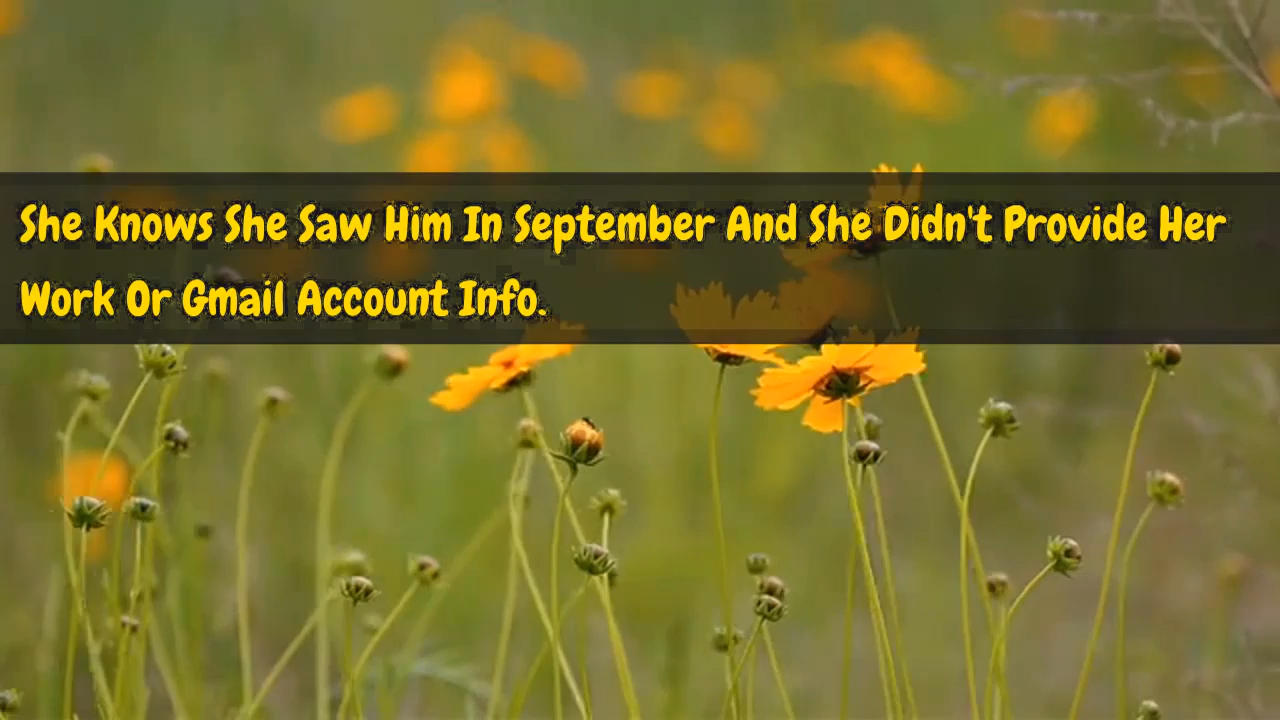 She Knows She Saw Him In September And She Didn't Provide Her
Work Or Gmail Account Info.